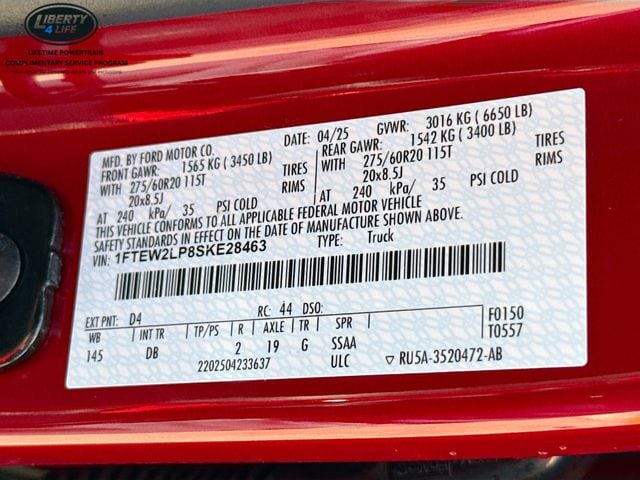 LIBERTY
4 LIFE
LIFETIME POWERTRAIN
COMPLIMENTARY SERVICE PROGRAM
MFD. BY FORD MOTOR CO.
DATE: 04/25 GVWR: 3016 KG ( 6650 LB)
FRONT GAWR: 1565 KG ( 3450 LB)
REAR GAWR: 1542 KG ( 3400 LB)
WITH 275/60R20 115T TIRES
WITH 275/60R20 115T TIRES
20x8.5J RIMS
20x8.5J RIMS
AT 240 kPa/ 35 PSI COLD
AT 240 kPa/ 35 PSI COLD
THIS VEHICLE CONFORMS TO ALL APPLICABLE FEDERAL MOTOR VEHICLE
SAFETY STANDARDS IN EFFECT ON THE DATE OF MANUFACTURE SHOWN ABOVE.
VIN: 1FTEW2LP8SKE28463 TYPE: Truck
EXT PNT: D4 RC: 44 DSO:
WB INT TR TP/PS R AXLE TR SPR
145 DB 2 19 G SSAA
F0150
T0557
2202504233637 ULC ▽ RU5A-3520472-AB